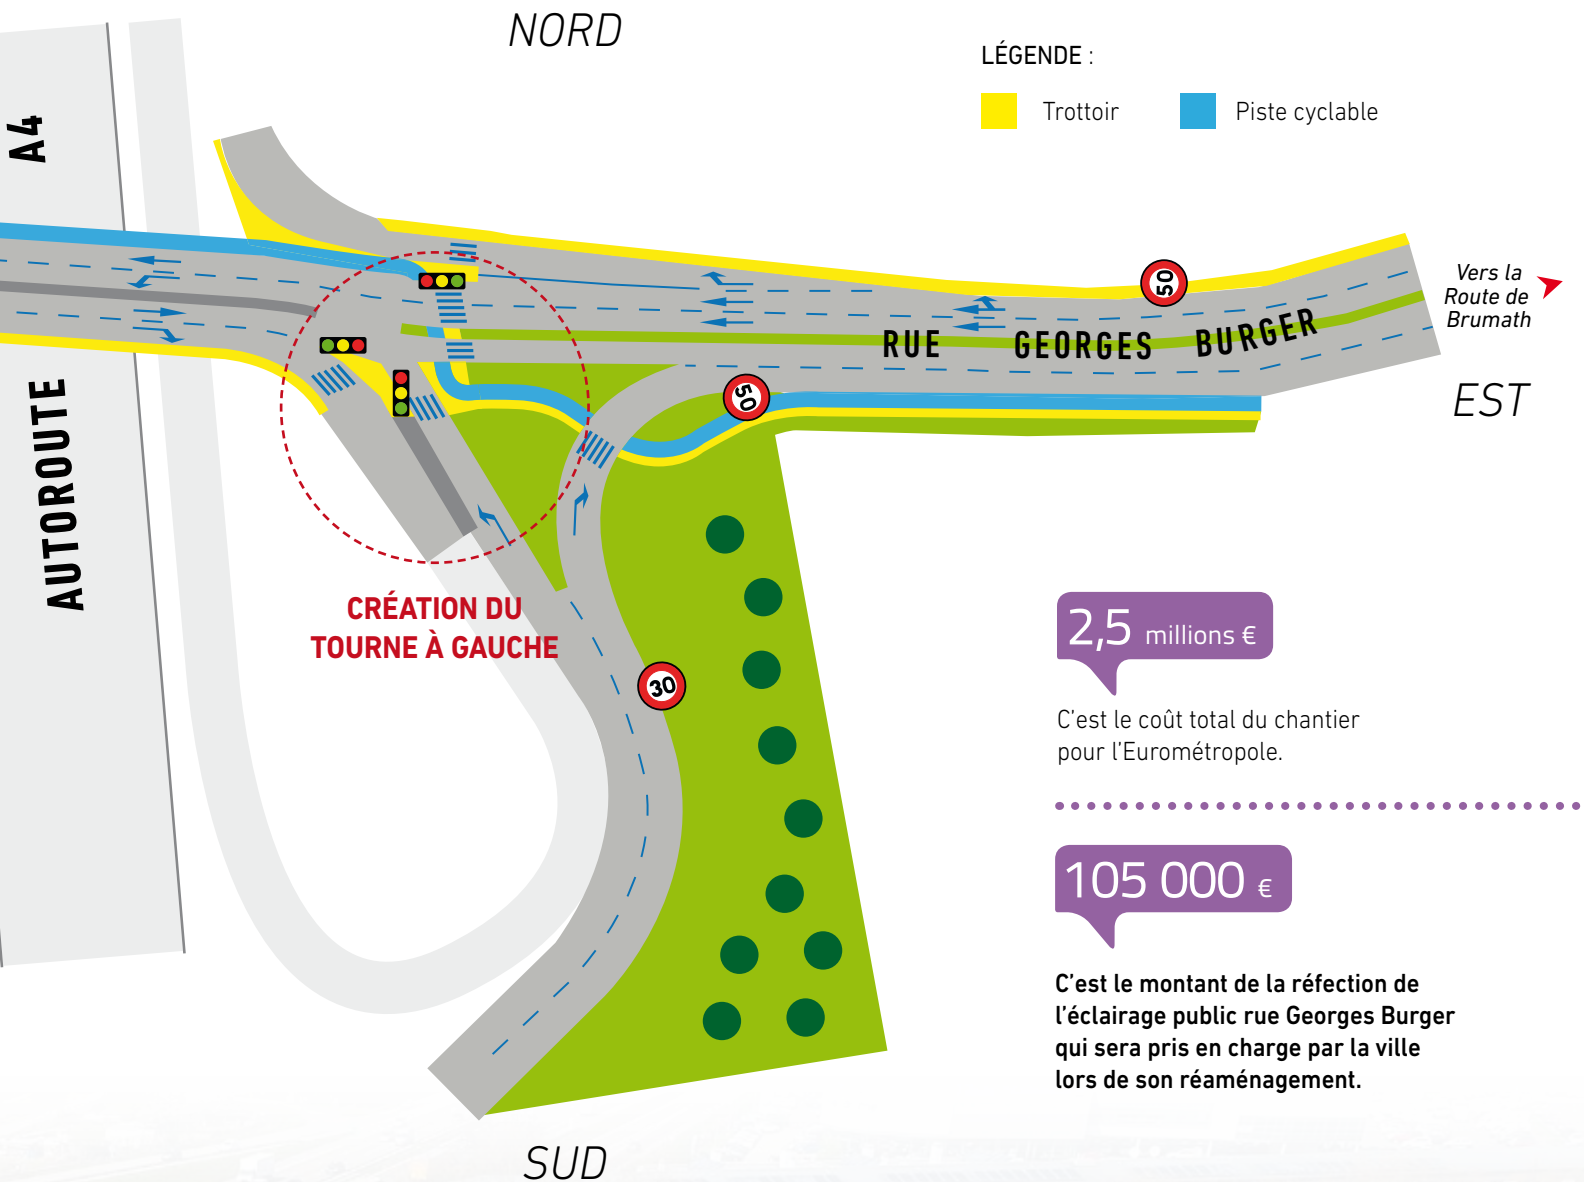 NORD
LÉGENDE :
Trottoir
Piste cyclable
A4
AUTOROUTE
50
Vers la
Route de
Brumath
RUE GEORGES BURGER
EST
50
CRÉATION DU
TOURNE À GAUCHE
30
2,5 millions €
C'est le coût total du chantier
pour l'Eurométropole.
105 000 €
C'est le montant de la réfection de
l'éclairage public rue Georges Burger
qui sera pris en charge par la ville
lors de son réaménagement.
SUD